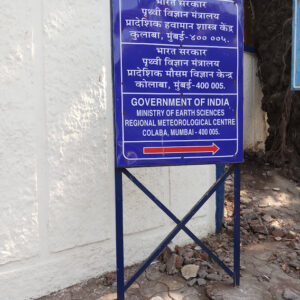 भारत सरकार
पृथ्वी विज्ञान मंत्रालय
प्रादेशिक हवामान शास्त्र केंद्र
कुलाबा, मुंबई-४०० ००५.
भारत सरकार
पृथ्वी विज्ञान मंत्रालय
प्रादेशिक मौसम विज्ञान केन्द्र
कोलाबा, मुंबई - 400 005.
GOVERNMENT OF INDIA
MINISTRY OF EARTH SCIENCES
REGIONAL METEOROLOGICAL CENTRE
COLABA, MUMBAI - 400 005.